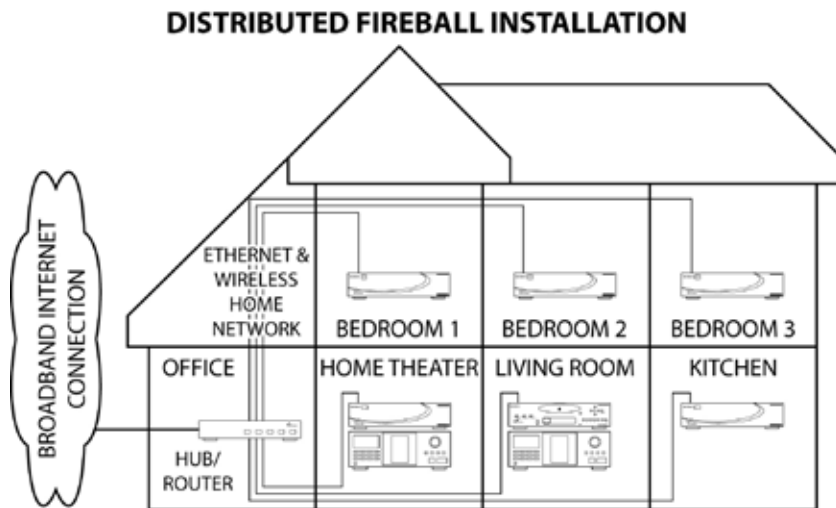 DISTRIBUTED FIREBALL INSTALLATION
BROADBAND INTERNET
CONNECTION
ETHERNET &
WIRELESS
HOME
NETWORK
BEDROOM 1
BEDROOM 2
BEDROOM 3
OFFICE
HOME THEATER
LIVING ROOM
KITCHEN
HUB/
ROUTER